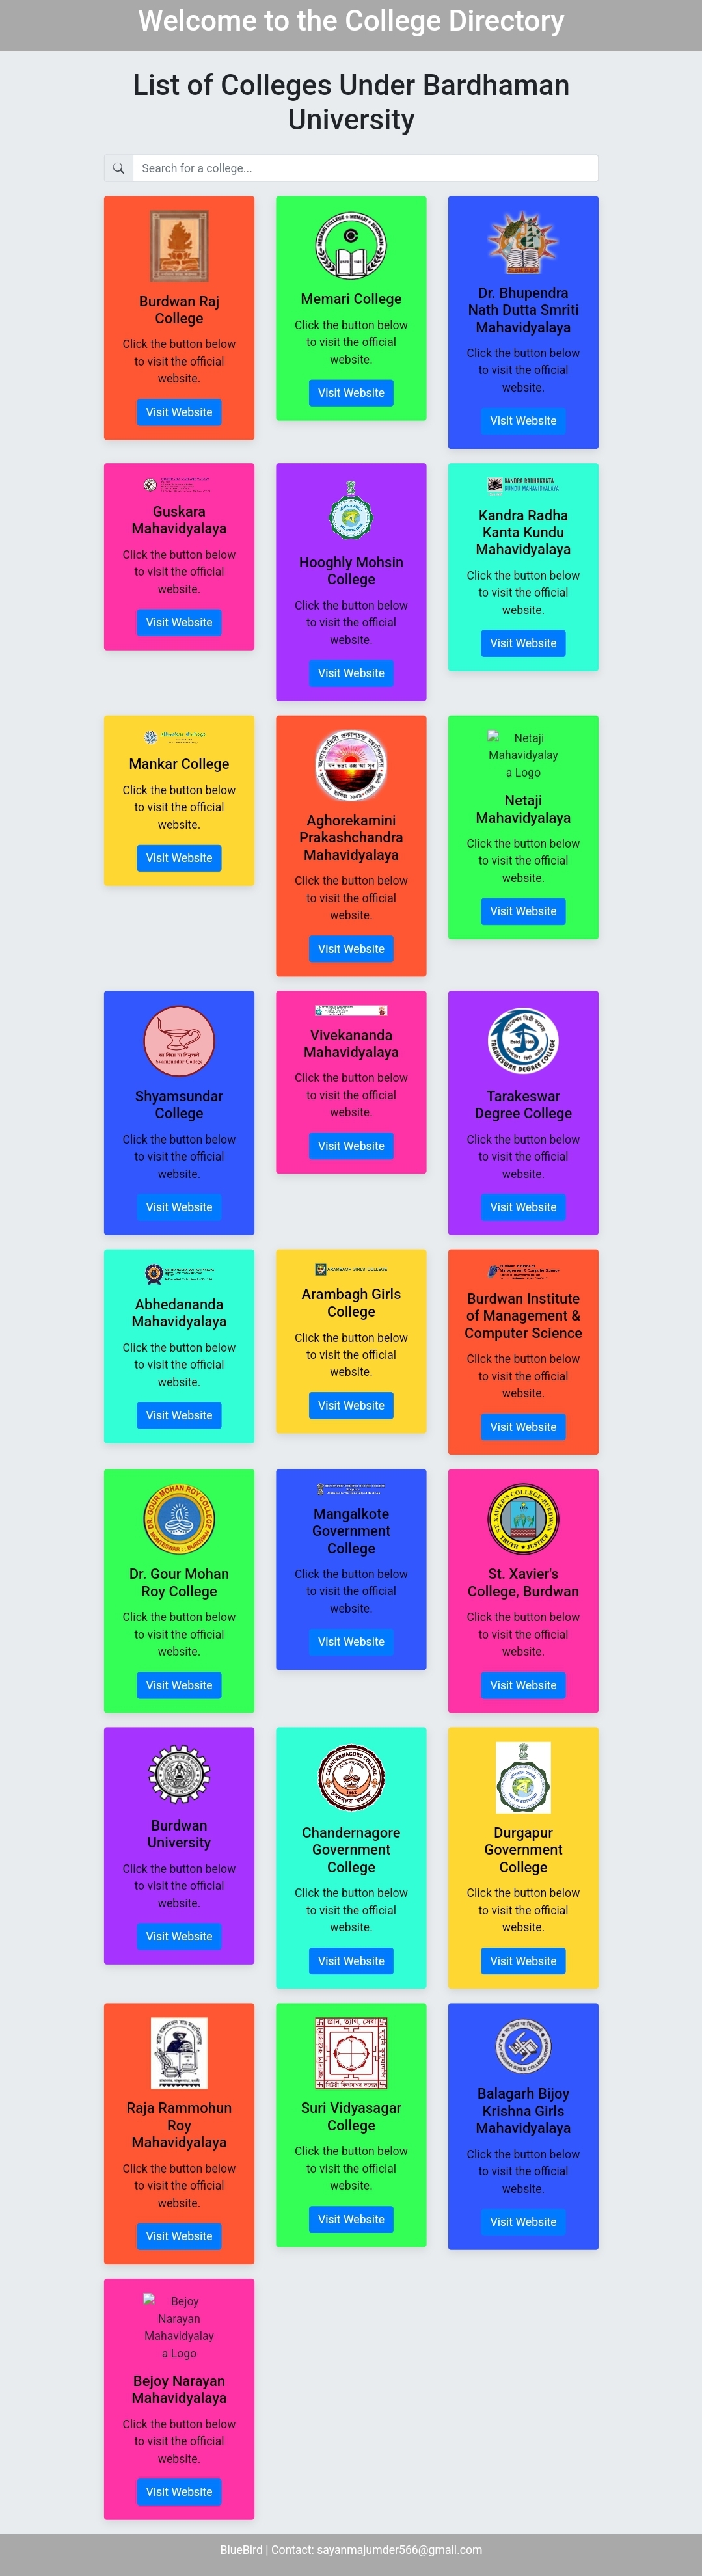 Welcome to the College Directory
List of Colleges Under Bardhaman
University
Search for a college...
Burdwan Raj
College
Click the button below
to visit the official
website.
Visit Website
MEMARI COLLEGE
Memari College
Click the button below
to visit the official
website.
Visit Website
Dr. Bhupendra
Nath Dutta Smriti
Mahavidyalaya
Click the button below
to visit the official
website.
Visit Website
Guskara
Mahavidyalaya
Click the button below
to visit the official
website.
Visit Website
Hooghly Mohsin
College
Click the button below
to visit the official
website.
Visit Website
KANDRA RADHAKANTA
KUNDU MAHAVIDYALAYA
Kandra Radha
Kanta Kundu
Mahavidyalaya
Click the button below
to visit the official
website.
Visit Website
Mankar College
Mankar College
Click the button below
to visit the official
website.
Visit Website
Aghorekamini
Prakashchandra
Mahavidyalaya
Click the button below
to visit the official
website.
Visit Website
Netaji
Mahavidyalay
a Logo
Netaji
Mahavidyalaya
Click the button below
to visit the official
website.
Visit Website
Syamsundar College
Shyamsundar
College
Click the button below
to visit the official
website.
Visit Website
Vivekananda
Mahavidyalaya
Click the button below
to visit the official
website.
Visit Website
TARAKESWAR DEGREE COLLEGE
Tarakeswar
Degree College
Click the button below
to visit the official
website.
Visit Website
Abhedananda
Mahavidyalaya
Click the button below
to visit the official
website.
Visit Website
ARAMBAGH GIRLS' COLLEGE
Arambagh Girls
College
Click the button below
to visit the official
website.
Visit Website
Burdwan Institute of
Management & Computer Science
Burdwan Institute
of Management &
Computer Science
Click the button below
to visit the official
website.
Visit Website
DR. GOUR MOHAN ROY COLLEGE
MONTESWAR BURDWAN
Dr. Gour Mohan
Roy College
Click the button below
to visit the official
website.
Visit Website
Mangalkote
Government
College
Click the button below
to visit the official
website.
Visit Website
ST. XAVIER'S COLLEGE-BURDWAN
TRUTH ★ JUSTICE
St. Xavier's
College, Burdwan
Click the button below
to visit the official
website.
Visit Website
Burdwan
University
Click the button below
to visit the official
website.
Visit Website
CHANDERNAGORE COLLEGE
Chandernagore
Government
College
Click the button below
to visit the official
website.
Visit Website
Durgapur
Government
College
Click the button below
to visit the official
website.
Visit Website
Raja Rammohun
Roy
Mahavidyalaya
Click the button below
to visit the official
website.
Visit Website
Suri Vidyasagar
College
Click the button below
to visit the official
website.
Visit Website
Balagarh Bijoy
Krishna Girls
Mahavidyalaya
Click the button below
to visit the official
website.
Visit Website
Bejoy
Narayan
Mahavidyalay
a Logo
Bejoy Narayan
Mahavidyalaya
Click the button below
to visit the official
website.
Visit Website
BlueBird | Contact: sayanmajumder566@gmail.com